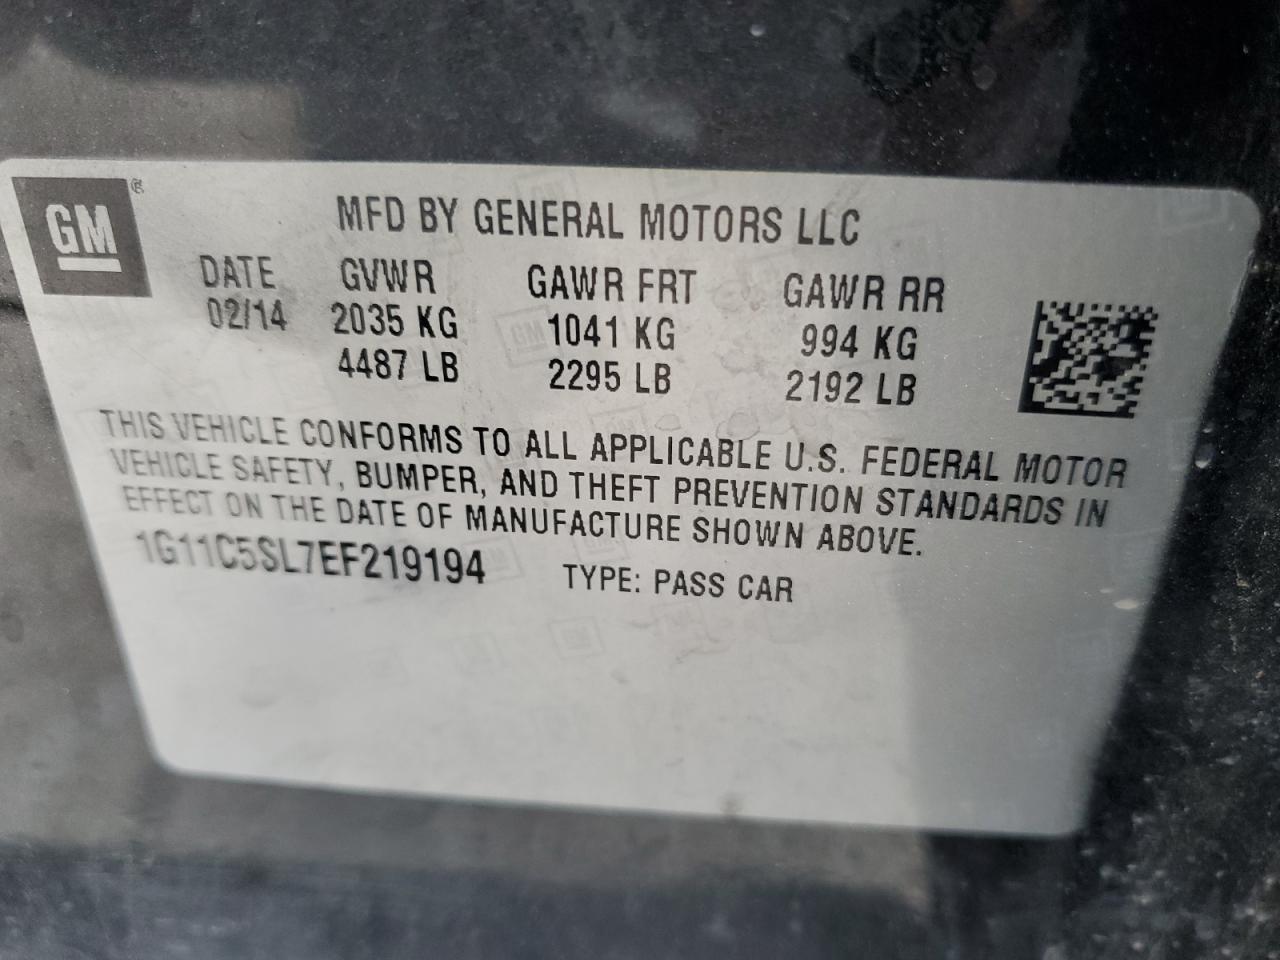 GM ®
MFD BY GENERAL MOTORS LLC
DATE GVWR GAWR FRT GAWR RR
02/14 2035 KG 1041 KG 994 KG
4487 LB 2295 LB 2192 LB
THIS VEHICLE CONFORMS TO ALL APPLICABLE U.S. FEDERAL MOTOR
VEHICLE SAFETY, BUMPER, AND THEFT PREVENTION STANDARDS IN
EFFECT ON THE DATE OF MANUFACTURE SHOWN ABOVE.
1G11C5SL7EF219194 TYPE: PASS CAR